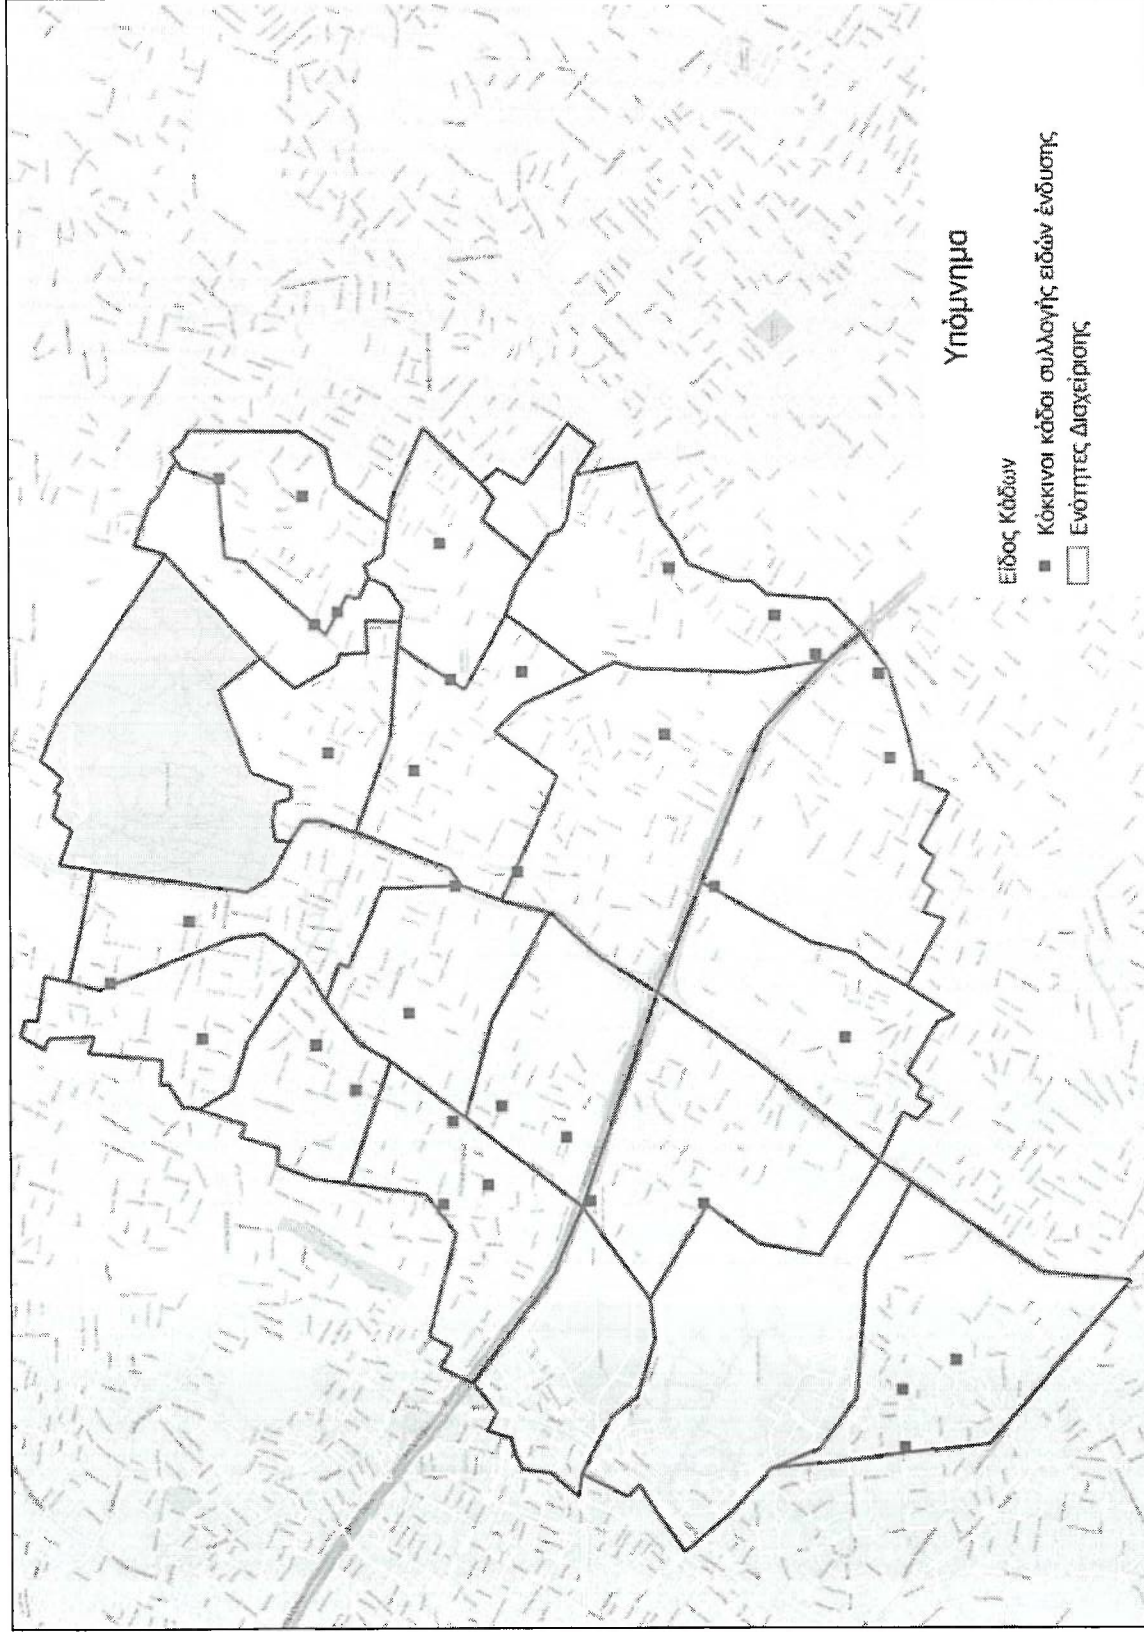 Υπόμνημα
Είδος Κάδων
Κόκκινοι κάδοι συλλογής ειδών ένδυσης
Ενότητες Διαχείρισης